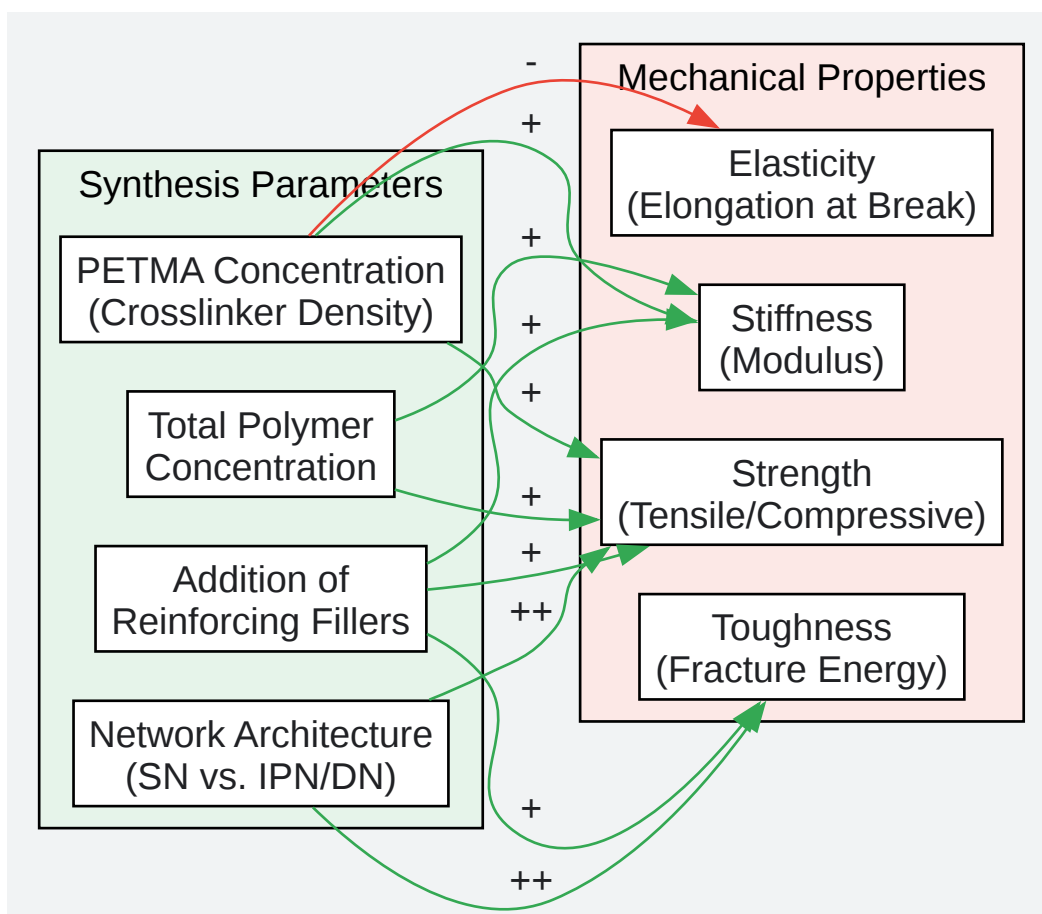 Synthesis Parameters
PETMA Concentration
(Crosslinker Density)
Total Polymer
Concentration
Addition of
Reinforcing Fillers
Network Architecture
(SN vs. IPN/DN)
-
+
+
+
+
+
+
++
+
++
Mechanical Properties
Elasticity
(Elongation at Break)
Stiffness
(Modulus)
Strength
(Tensile/Compressive)
Toughness
(Fracture Energy)